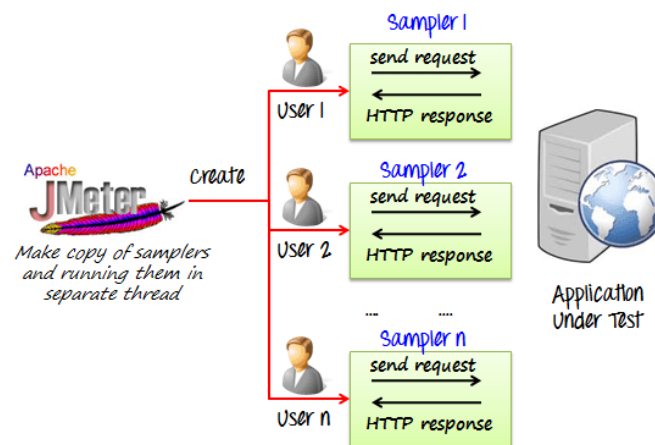 Apache
JMeter
Make copy of samplers
and running them in
separate thread
Create
User 1
Sampler 1
send request
HTTP response
User 2
Sampler 2
send request
HTTP response
.... ....
User n
Sampler n
send request
HTTP response
Application
Under Test